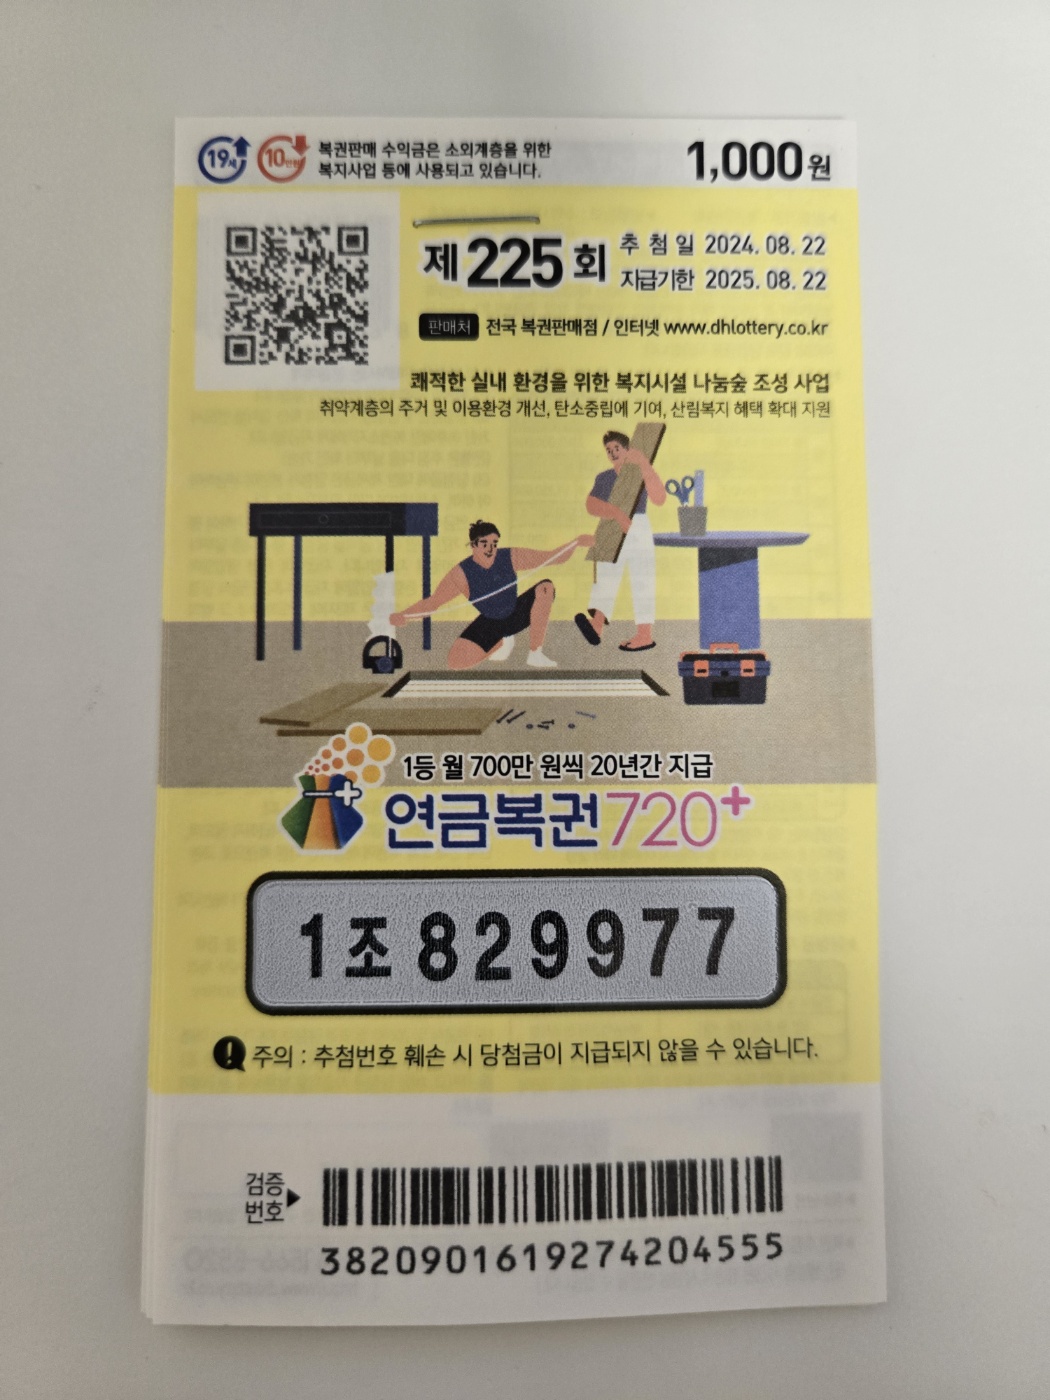 19세
10만원
복권판매 수익금은 소외계층을 위한
복지사업 등에 사용되고 있습니다.
1,000원
제225회
추첨일 2024. 08. 22
지급기한 2025. 08. 22
판매처 전국 복권판매점 / 인터넷 www.dhlottery.co.kr
쾌적한 실내 환경을 위한 복지시설 나눔숲 조성 사업
취약계층의 주거 및 이용환경 개선, 탄소중립에 기여, 산림복지 혜택 확대 지원
1등 월 700만 원씩 20년간 지급
연금복권720+
1조 829977
주의 : 추첨번호 훼손 시 당첨금이 지급되지 않을 수 있습니다.
검증
번호
38209016192742045 55